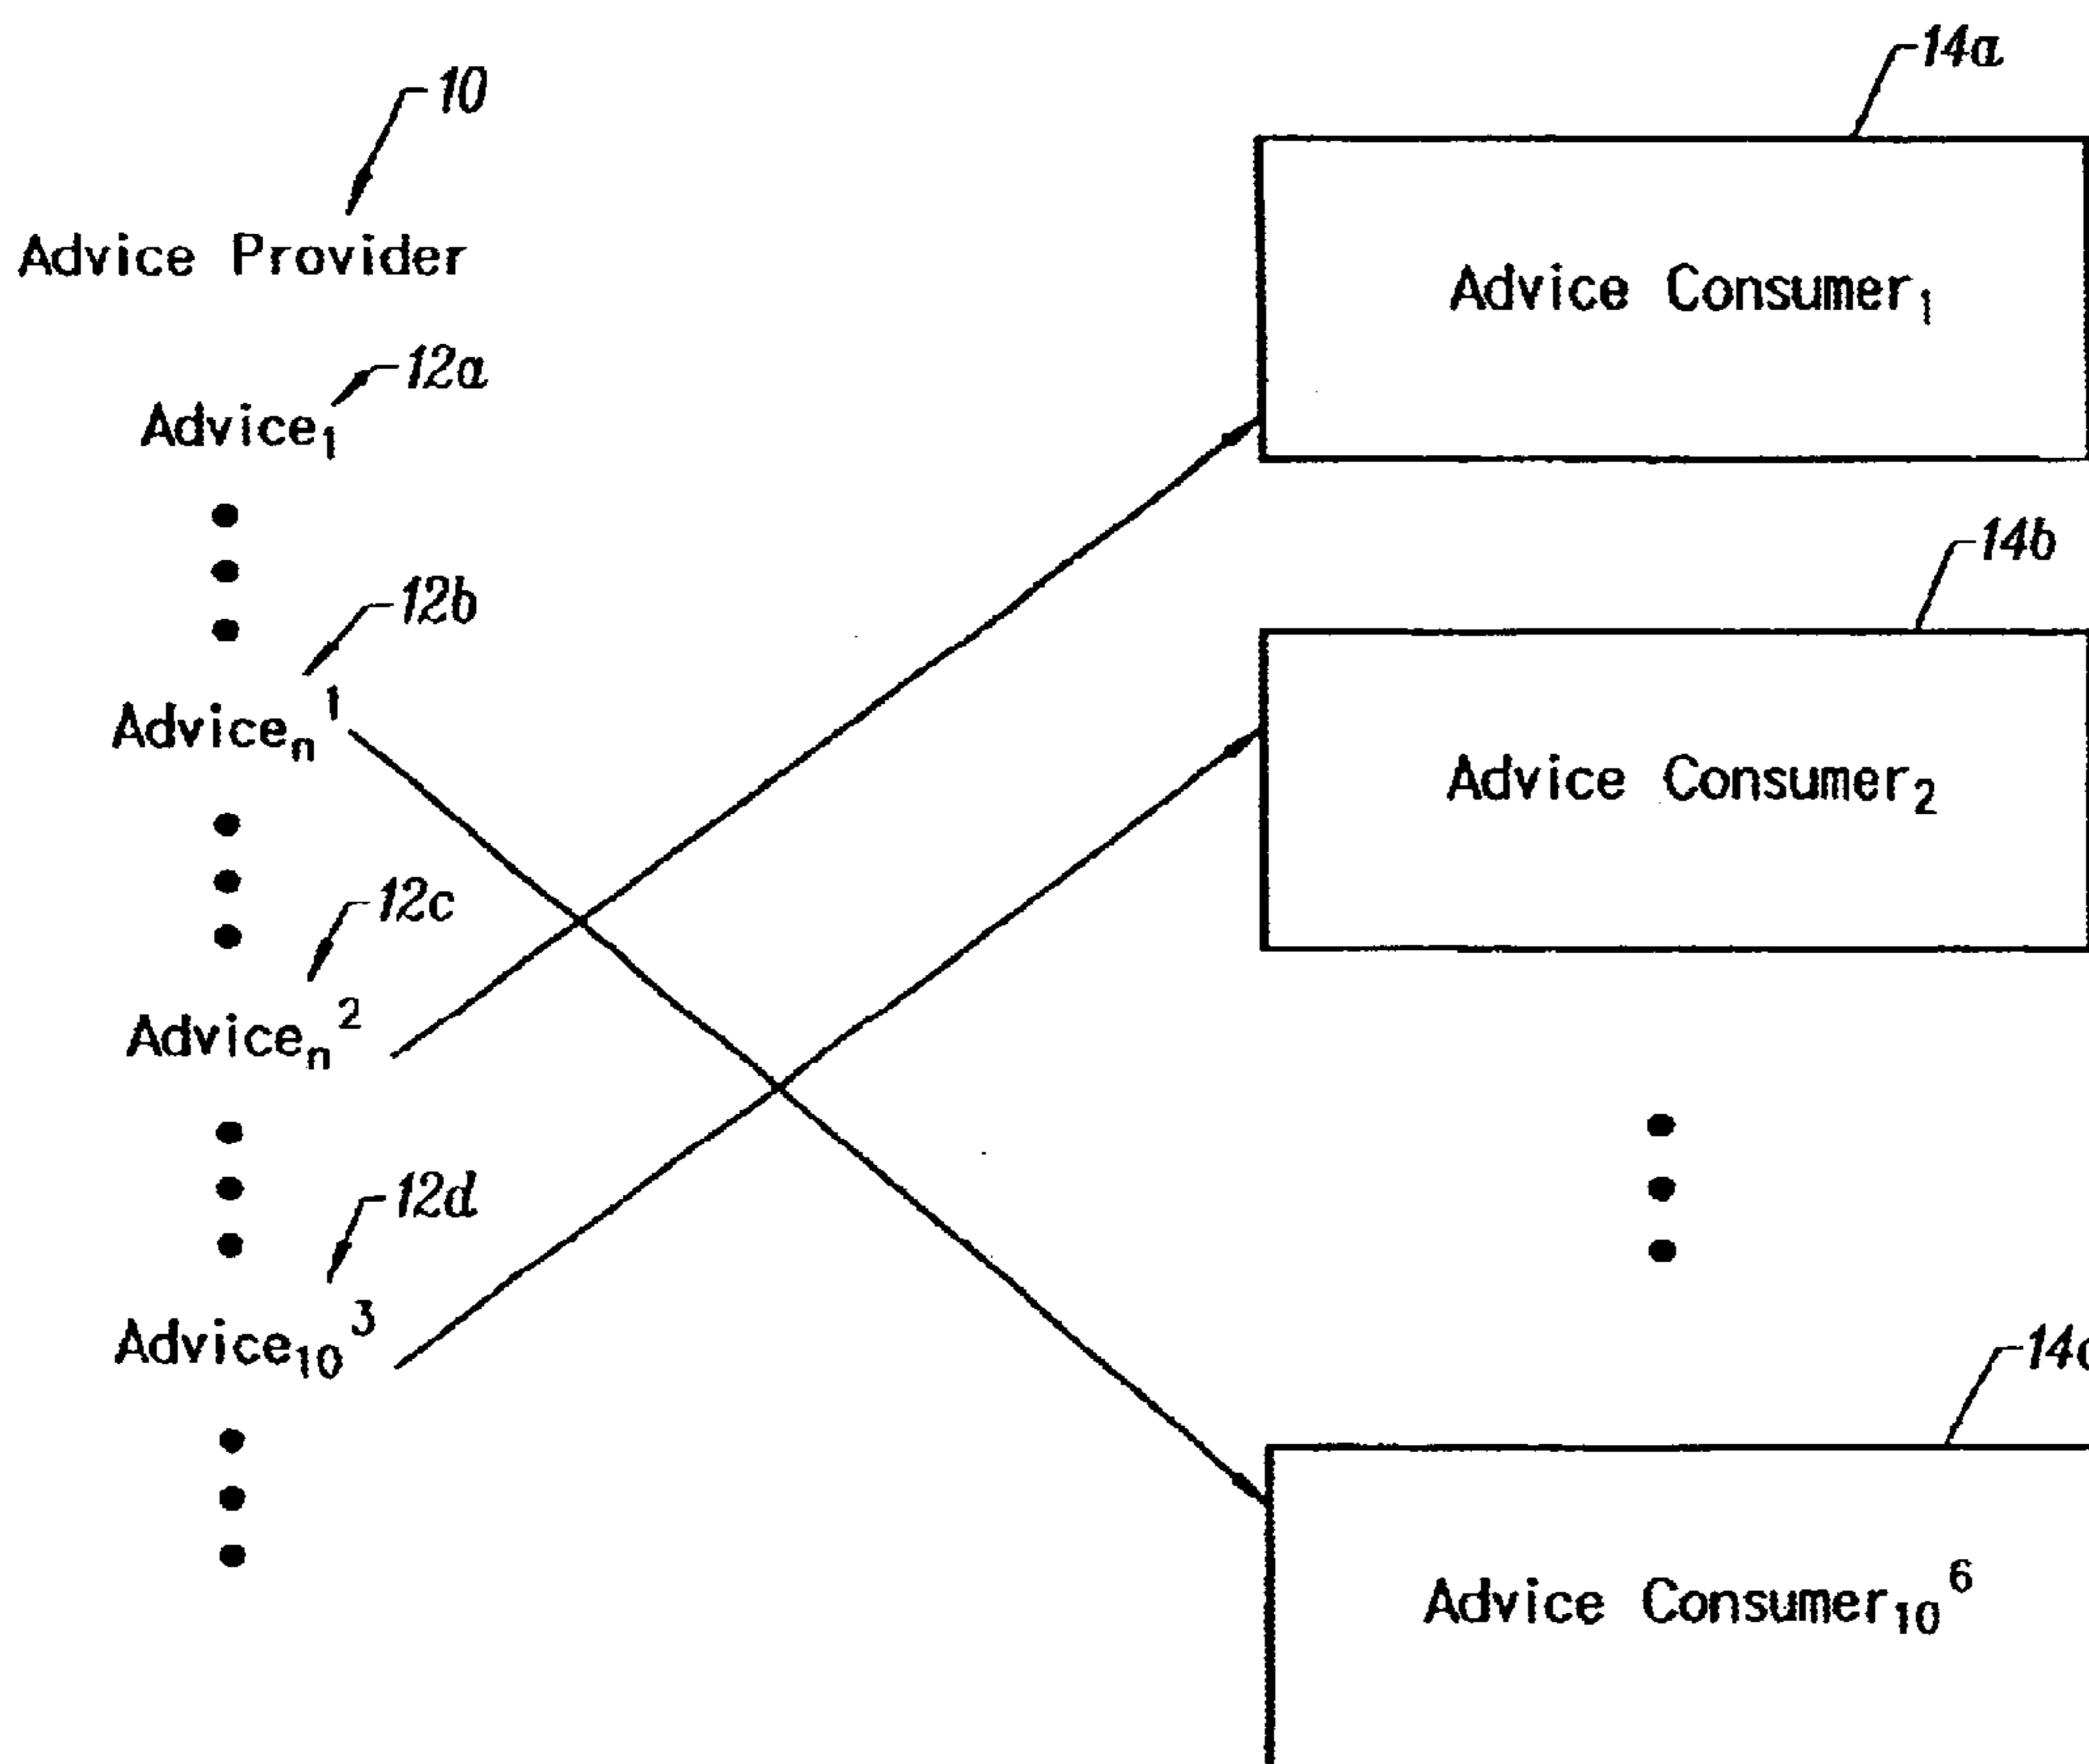 10
Advice Provider
12a
Advice₁
12b
Adviceₙ¹
12c
Adviceₙ²
12d
Advice₁₀³
14a
Advice Consumer₁
14b
Advice Consumer₂
Advice Consumer₁₀⁶